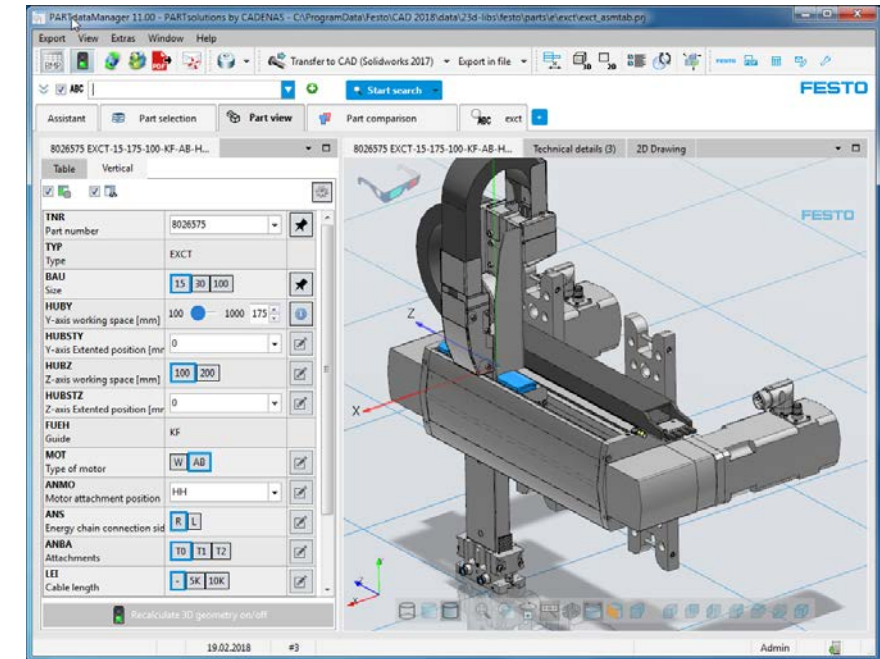 PARTdataManager 11.00 - PARTsolutions by CADENAS - C:\ProgramData\Festo\CAD 2018\data\23d-libs\festo\parts\e\exct\exct_asmtab.prj
Export View Extras Window Help
BMP PDF Transfer to CAD (Solidworks 2017) Export in file 3D 2D FESTO
ABC Start search FESTO
Assistant Part selection Part view Part comparison ABC exct +
8026575 EXCT-15-175-100-KF-AB-H... 8026575 EXCT-15-175-100-KF-AB-H... Technical details (3) 2D Drawing
Table Vertical
TNR
Part number 8026575
TYP
Type EXCT
BAU
Size 15 30 100
HUBY
Y-axis working space [mm] 100 1000 175
HUBSTY
Y-axis Extented position [mr 0
HUBZ
Z-axis working space [mm] 100 200
HUBSTZ
Z-axis Extented position [mr 0
FUEH
Guide KF
MOT
Type of motor W AB
ANMO
Motor attachment position HH
ANS
Energy chain connection sid R L
ANBA
Attachments T0 T1 T2
LEI
Cable length - 5K 10K
Recalculate 3D geometry on/off
FESTO
Z
X
19.02.2018 #3 Admin